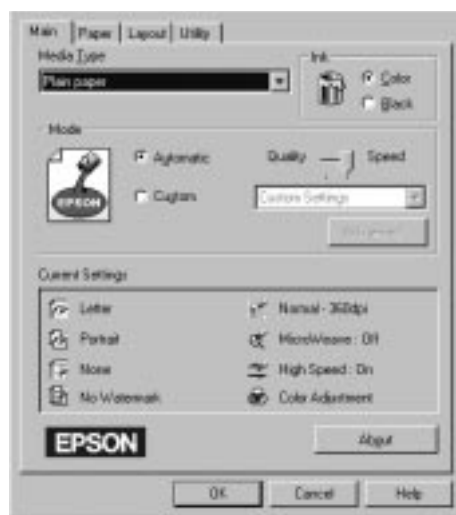 Main Paper Layout Utility
Media Type
Ink
Plain paper
Color
Black
Mode
Automatic
Quality Speed
EPSON
Custom
Custom Settings
Current Settings
Letter
Normal - 360dpi
Portrait
MicroWeave : Off
None
High Speed : On
No Watermark
Color Adjustment
EPSON
About
OK Cancel Help